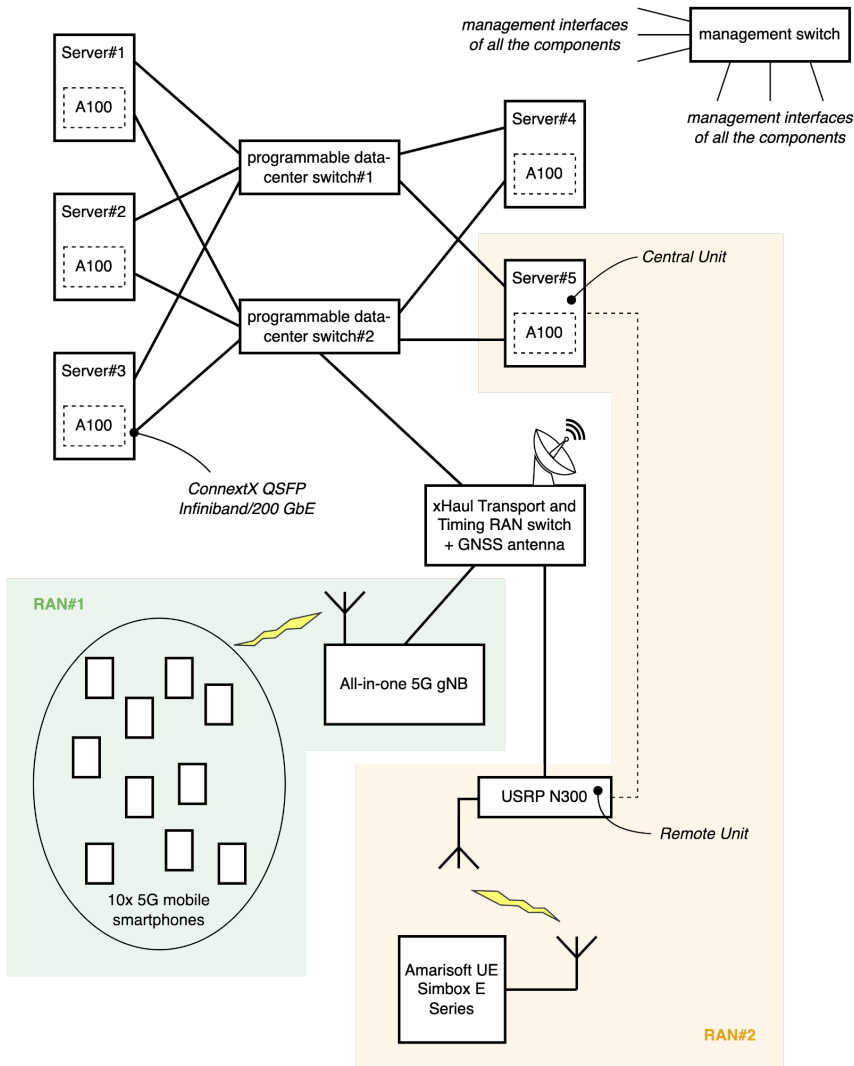 management interfaces
of all the components
management switch
management interfaces
of all the components
Server#1
A100
Server#2
A100
Server#3
A100
programmable data-
center switch#1
programmable data-
center switch#2
Server#4
A100
Server#5
A100
Central Unit
ConnextX QSFP
Infiniband/200 GbE
xHaul Transport and
Timing RAN switch
+ GNSS antenna
RAN#1
All-in-one 5G gNB
10x 5G mobile
smartphones
USRP N300
Remote Unit
Amarisoft UE
Simbox E
Series
RAN#2